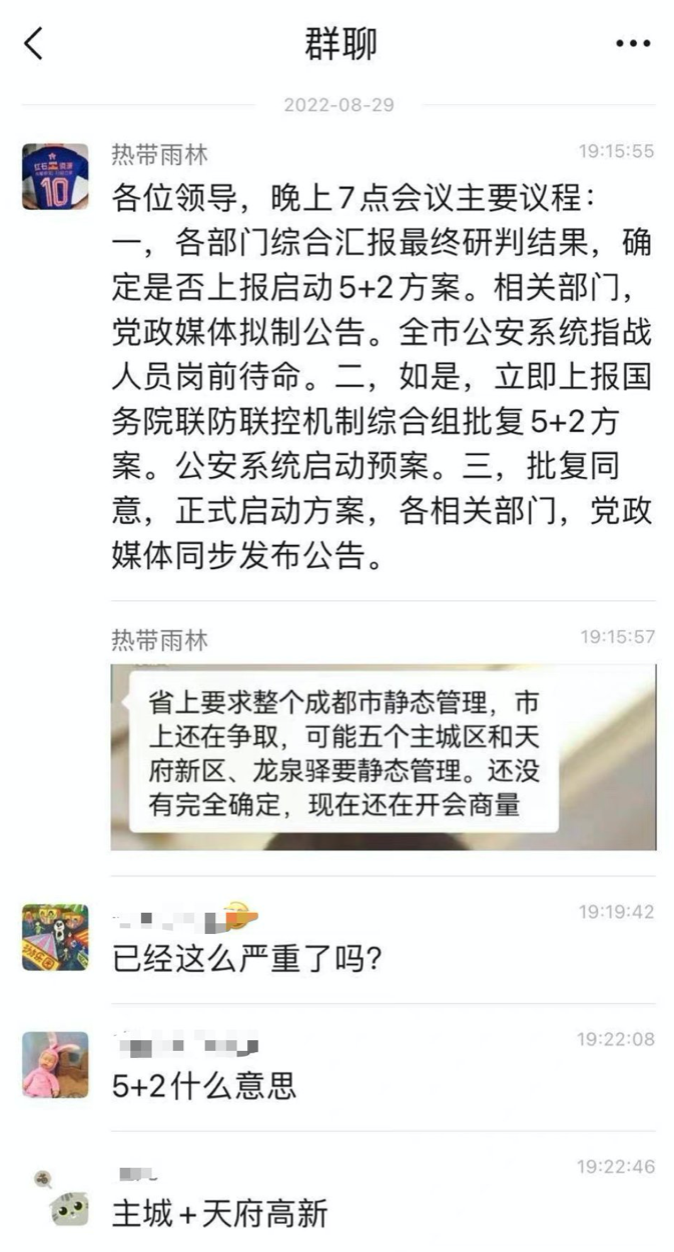 群聊
2022-08-29
热带雨林
19:15:55
各位领导，晚上7点会议主要议程：
一，各部门综合汇报最终研判结果，确
定是否上报启动5+2方案。相关部门，
党政媒体拟制公告。全市公安系统指战
人员岗前待命。二，如是，立即上报国
务院联防联控机制综合组批复5+2方
案。公安系统启动预案。三，批复同
意，正式启动方案，各相关部门，党政
媒体同步发布公告。
热带雨林
19:15:57
省上要求整个成都市静态管理，市
上还在争取，可能五个主城区和天
府新区、龙泉驿要静态管理。还没
有完全确定，现在还在开会商量
19:19:42
已经这么严重了吗？
19:22:08
5+2什么意思
19:22:46
主城＋天府高新
10